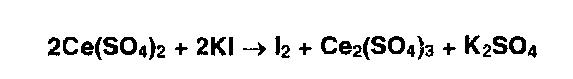 2Ce(SO₄)₂ + 2KI → I₂ + Ce₂(SO₄)₃ + K₂SO₄